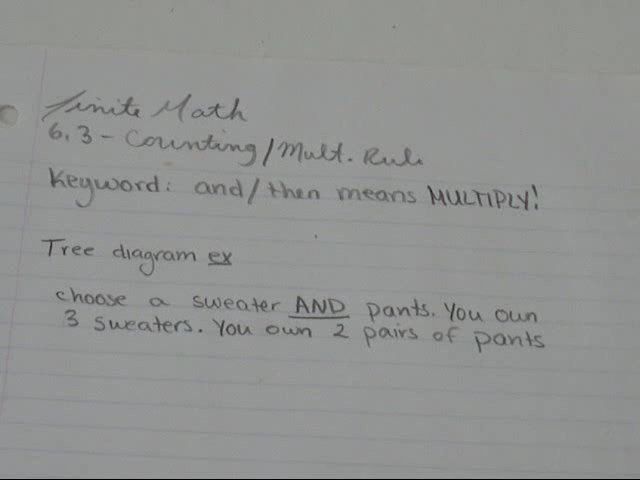 Finite Math
6.3 - Counting/Mult. Rule
Keyword: and/then means MULTIPLY!
Tree diagram ex
choose a sweater AND pants. You own
3 sweaters. You own 2 pairs of pants